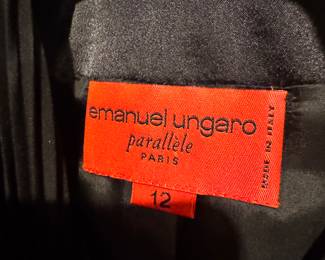 emanuel ungaro
parallèle
PARIS
MADE IN ITALY
12